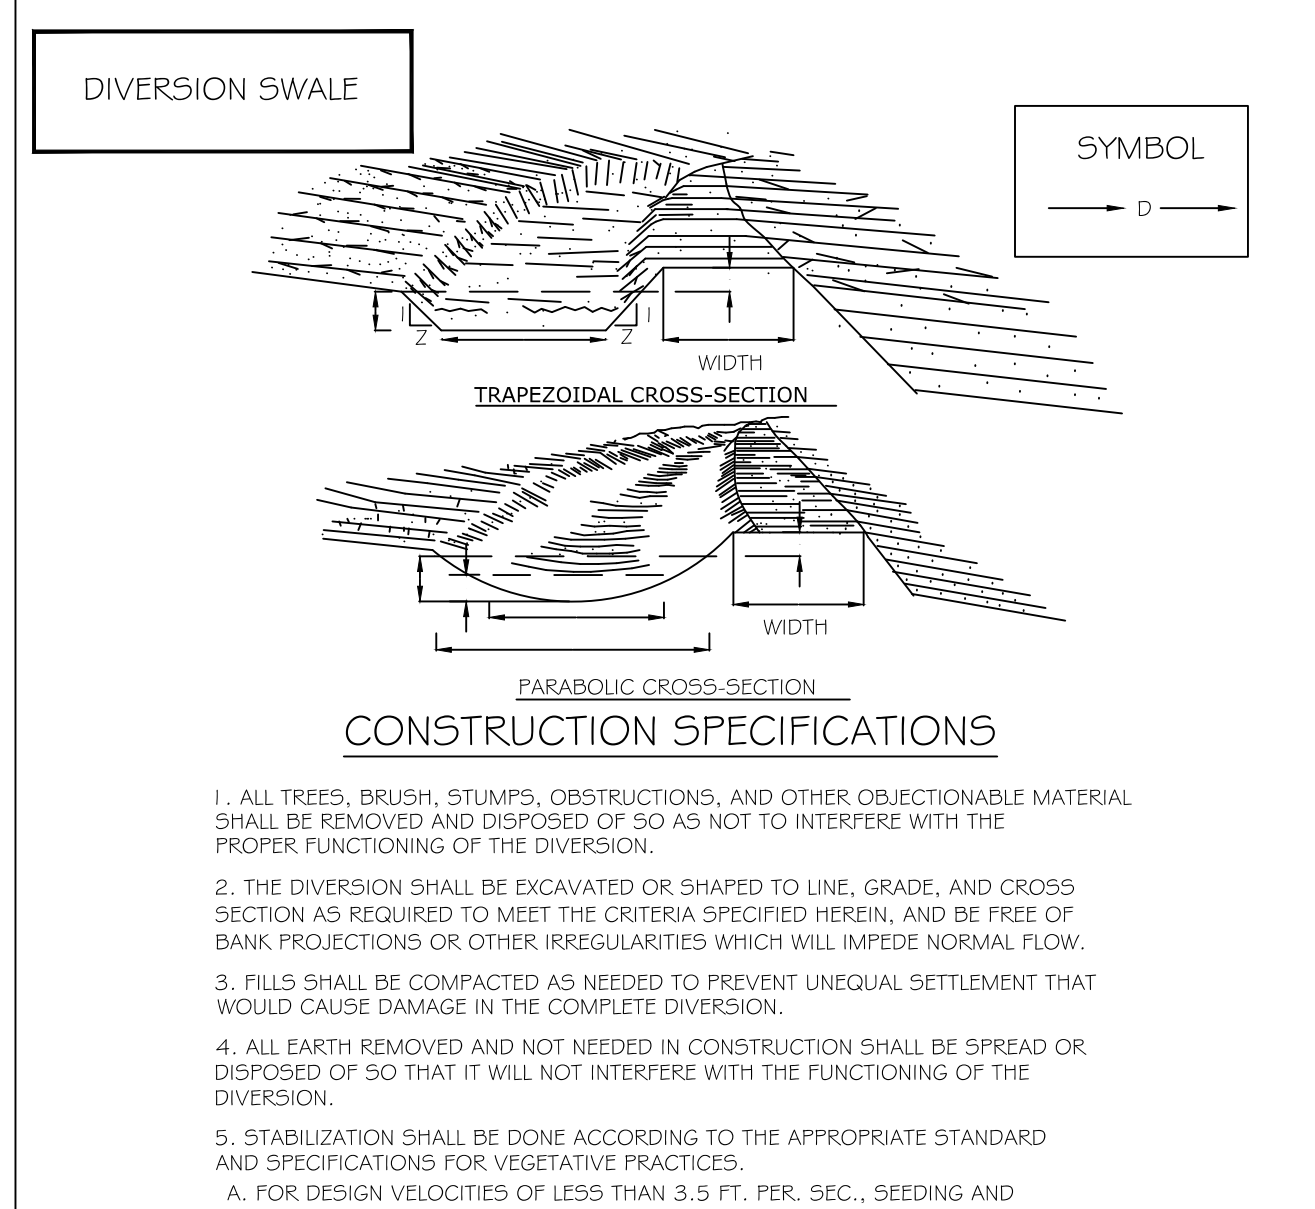 DIVERSION SWALE
SYMBOL
D
1
Z
Z
1
WIDTH
TRAPEZOIDAL CROSS-SECTION
WIDTH
PARABOLIC CROSS-SECTION
CONSTRUCTION SPECIFICATIONS
1. ALL TREES, BRUSH, STUMPS, OBSTRUCTIONS, AND OTHER OBJECTIONABLE MATERIAL
SHALL BE REMOVED AND DISPOSED OF SO AS NOT TO INTERFERE WITH THE
PROPER FUNCTIONING OF THE DIVERSION.
2. THE DIVERSION SHALL BE EXCAVATED OR SHAPED TO LINE, GRADE, AND CROSS
SECTION AS REQUIRED TO MEET THE CRITERIA SPECIFIED HEREIN, AND BE FREE OF
BANK PROJECTIONS OR OTHER IRREGULARITIES WHICH WILL IMPEDE NORMAL FLOW.
3. FILLS SHALL BE COMPACTED AS NEEDED TO PREVENT UNEQUAL SETTLEMENT THAT
WOULD CAUSE DAMAGE IN THE COMPLETE DIVERSION.
4. ALL EARTH REMOVED AND NOT NEEDED IN CONSTRUCTION SHALL BE SPREAD OR
DISPOSED OF SO THAT IT WILL NOT INTERFERE WITH THE FUNCTIONING OF THE
DIVERSION.
5. STABILIZATION SHALL BE DONE ACCORDING TO THE APPROPRIATE STANDARD
AND SPECIFICATIONS FOR VEGETATIVE PRACTICES.
A. FOR DESIGN VELOCITIES OF LESS THAN 3.5 FT. PER. SEC., SEEDING AND